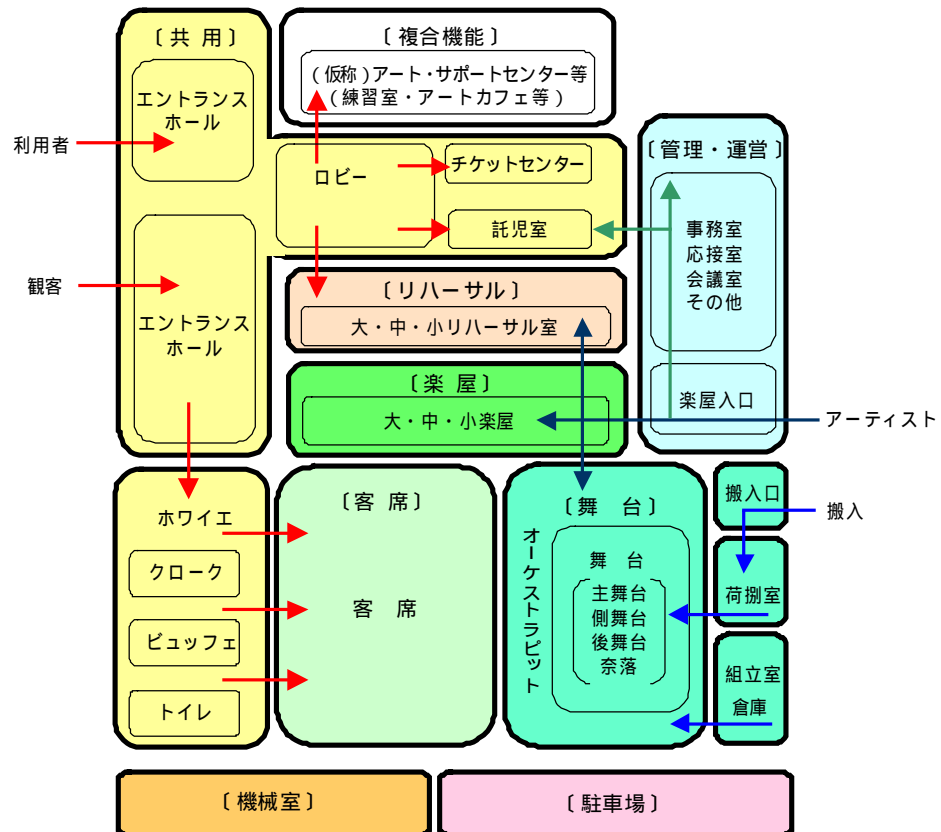 〔共 用〕
エントランス
ホール
利用者
エントランス
ホール
観客
〔複合機能〕
(仮称)アート・サポートセンター等
(練習室・アートカフェ等)
ロビー
チケットセンター
託児室
〔リハーサル〕
大・中・小リハーサル室
〔楽 屋〕
大・中・小楽屋
〔管理・運営〕
事務室
応接室
会議室
その他
楽屋入口
アーティスト
ホワイエ
クローク
ビュッフェ
トイレ
〔客 席〕
客 席
〔舞 台〕
オーケストラピット
舞 台
主舞台
側舞台
後舞台
奈落
搬入口
搬入
荷捌室
組立室
倉庫
〔機械室〕
〔駐車場〕